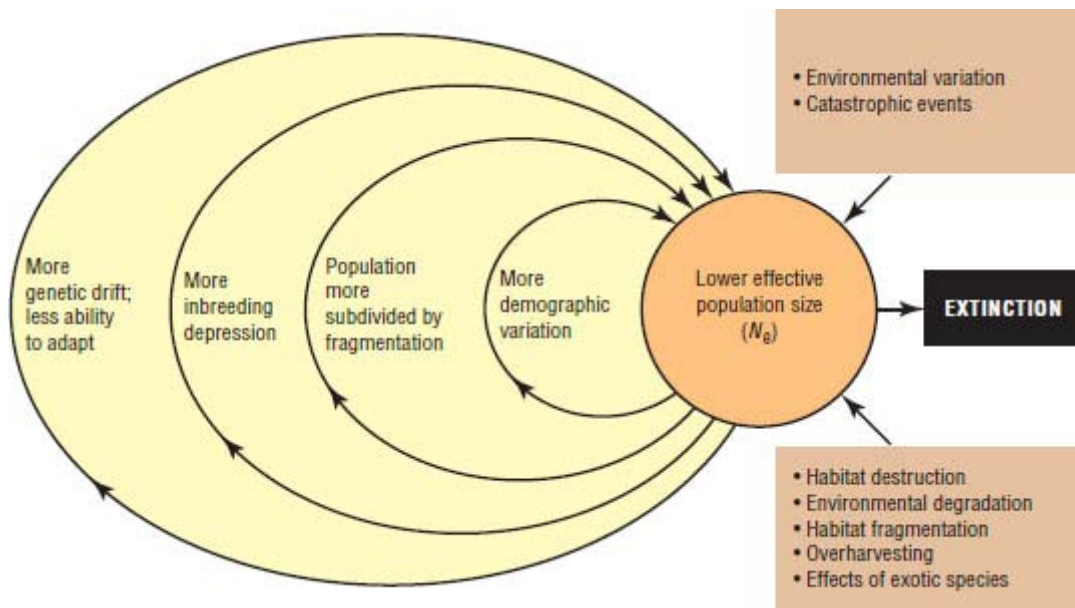 • Environmental variation
• Catastrophic events
More
genetic drift;
less ability
to adapt
More
inbreeding
depression
Population
more
subdivided by
fragmentation
More
demographic
variation
Lower effective
population size
(Ne)
EXTINCTION
• Habitat destruction
• Environmental degradation
• Habitat fragmentation
• Overharvesting
• Effects of exotic species